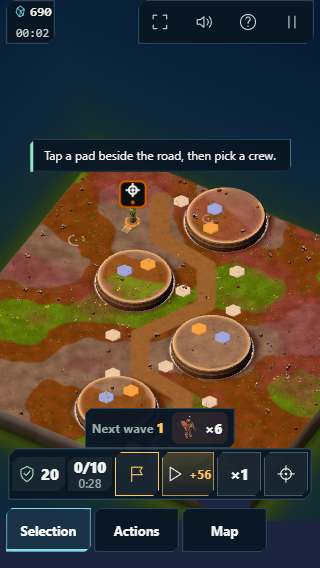 690
00:02
Tap a pad beside the road, then pick a crew.
Next wave 1 ×6
20 0/10 +56 ×1
0:28
Selection Actions Map